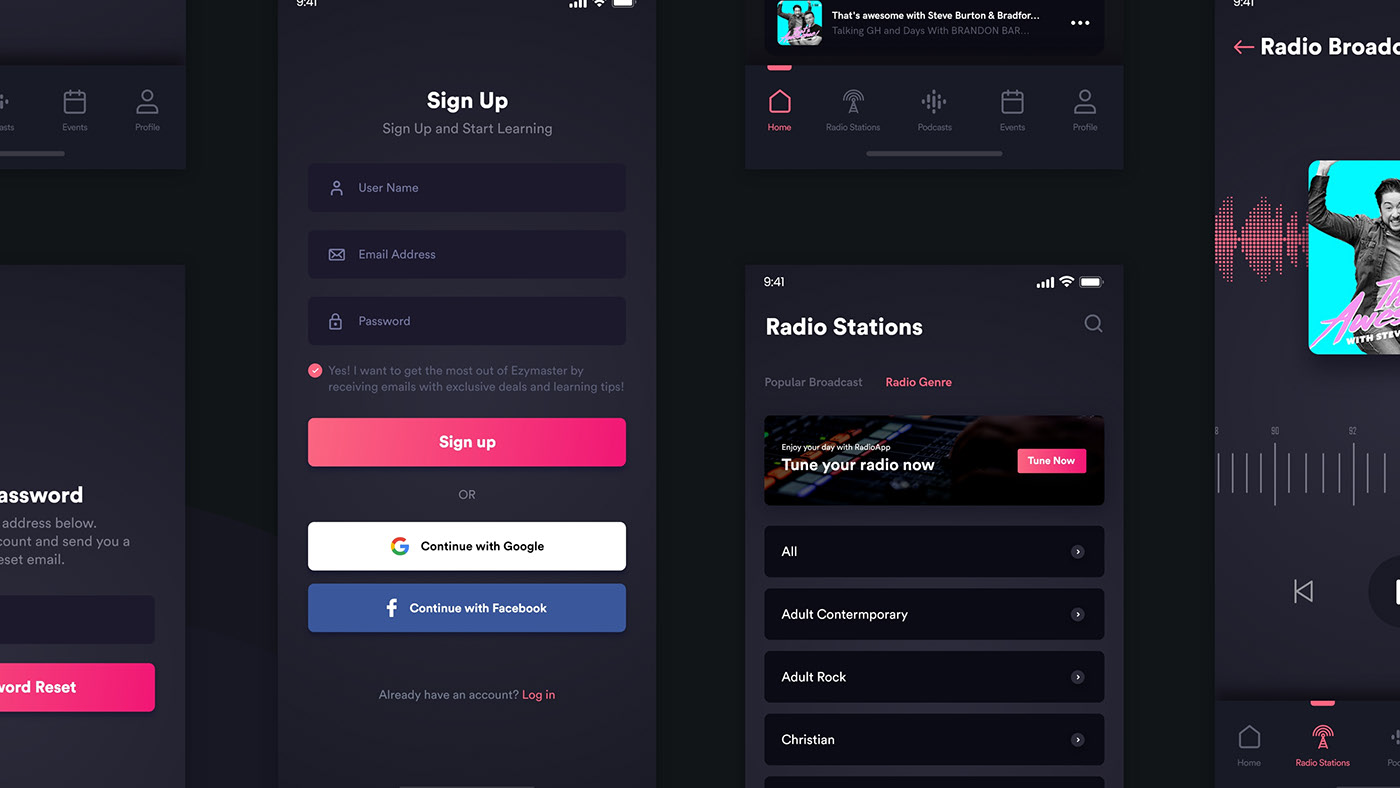 asts
Events
Profile
assword
address below.
count and send you a
eset email.
word Reset
9:41
Sign Up
Sign Up and Start Learning
User Name
Email Address
Password
Yes! I want to get the most out of Ezymaster by
receiving emails with exclusive deals and learning tips!
Sign up
OR
Continue with Google
Continue with Facebook
Already have an account? Log in
That's awesome with Steve Burton & Bradfor...
Talking GH and Days With BRANDON BAR...
Home
Radio Stations
Podcasts
Events
Profile
9:41
Radio Stations
Popular Broadcast
Radio Genre
Enjoy your day with RadioApp
Tune your radio now
Tune Now
All
Adult Contermporary
Adult Rock
Christian
9:41
Radio Broadc
Th
Awes
WITH STEV
8
90
92
Home
Radio Stations
Pod